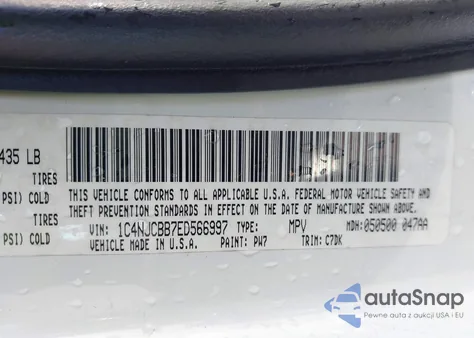 435 LB
TIRES
PSI) COLD
THIS VEHICLE CONFORMS TO ALL APPLICABLE U.S.A. FEDERAL MOTOR VEHICLE SAFETY AND
TIRES
THEFT PREVENTION STANDARDS IN EFFECT ON THE DATE OF MANUFACTURE SHOWN ABOVE.
PSI) COLD
VIN: 1C4NJCBB7ED566997 TYPE: MPV MDH: 050500 047AA
VEHICLE MADE IN U.S.A. PAINT: PW7 TRIM: C7DK
autoSnap
Pewne auta z aukcji USA i EU